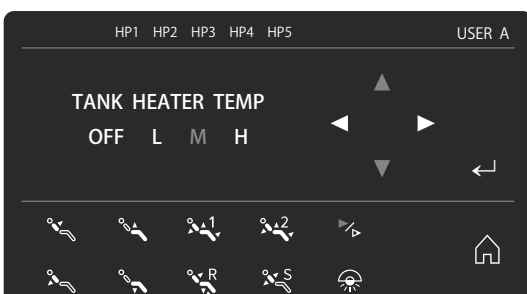 HP1 HP2 HP3 HP4 HP5 USER A
TANK HEATER TEMP
OFF L M H
1 2
R S